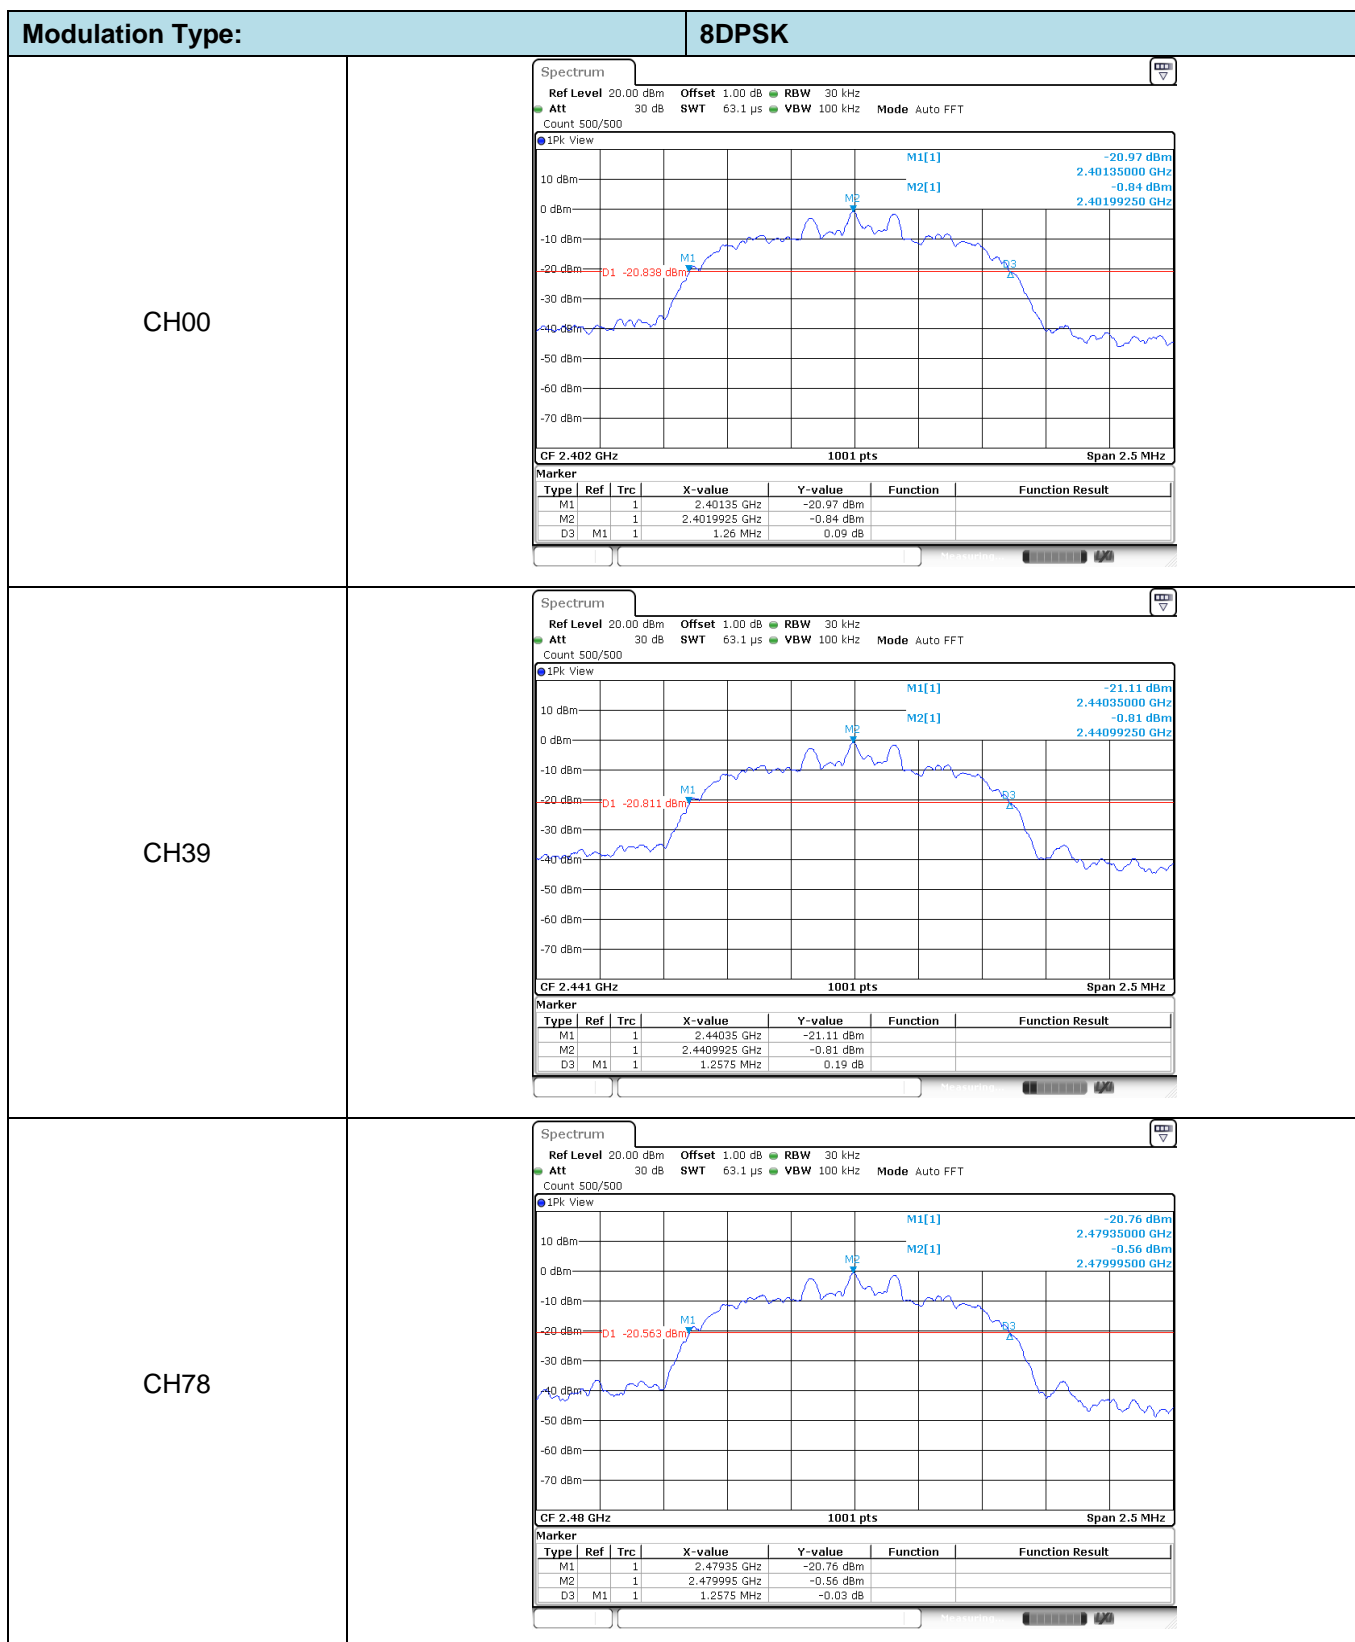 Modulation Type: 8DPSK
CH00
Spectrum
Ref Level 20.00 dBm Offset 1.00 dB RBW 30 kHz
Att 30 dB SWT 63.1 µs VBW 100 kHz Mode Auto FFT
Count 500/500
1Pk View
M1[1] -20.97 dBm
2.40135000 GHz
M2[1] -0.84 dBm
2.40199250 GHz
10 dBm
M2
0 dBm
-10 dBm
M1
D3
-20 dBm
D1 -20.838 dBm
-30 dBm
-40 dBm
-50 dBm
-60 dBm
-70 dBm
CF 2.402 GHz 1001 pts Span 2.5 MHz
Marker
Type Ref Trc X-value Y-value Function Function Result
M1 1 2.40135 GHz -20.97 dBm
M2 1 2.4019925 GHz -0.84 dBm
D3 M1 1 1.26 MHz 0.09 dB
Measuring...
CH39
Spectrum
Ref Level 20.00 dBm Offset 1.00 dB RBW 30 kHz
Att 30 dB SWT 63.1 µs VBW 100 kHz Mode Auto FFT
Count 500/500
1Pk View
M1[1] -21.11 dBm
2.44035000 GHz
M2[1] -0.81 dBm
2.44099250 GHz
10 dBm
M2
0 dBm
-10 dBm
M1
D3
-20 dBm
D1 -20.811 dBm
-30 dBm
-40 dBm
-50 dBm
-60 dBm
-70 dBm
CF 2.441 GHz 1001 pts Span 2.5 MHz
Marker
Type Ref Trc X-value Y-value Function Function Result
M1 1 2.44035 GHz -21.11 dBm
M2 1 2.4409925 GHz -0.81 dBm
D3 M1 1 1.2575 MHz 0.19 dB
Measuring...
CH78
Spectrum
Ref Level 20.00 dBm Offset 1.00 dB RBW 30 kHz
Att 30 dB SWT 63.1 µs VBW 100 kHz Mode Auto FFT
Count 500/500
1Pk View
M1[1] -20.76 dBm
2.47935000 GHz
M2[1] -0.56 dBm
2.47999500 GHz
10 dBm
M2
0 dBm
-10 dBm
M1
D3
-20 dBm
D1 -20.563 dBm
-30 dBm
-40 dBm
-50 dBm
-60 dBm
-70 dBm
CF 2.48 GHz 1001 pts Span 2.5 MHz
Marker
Type Ref Trc X-value Y-value Function Function Result
M1 1 2.47935 GHz -20.76 dBm
M2 1 2.479995 GHz -0.56 dBm
D3 M1 1 1.2575 MHz -0.03 dB
Measuring...